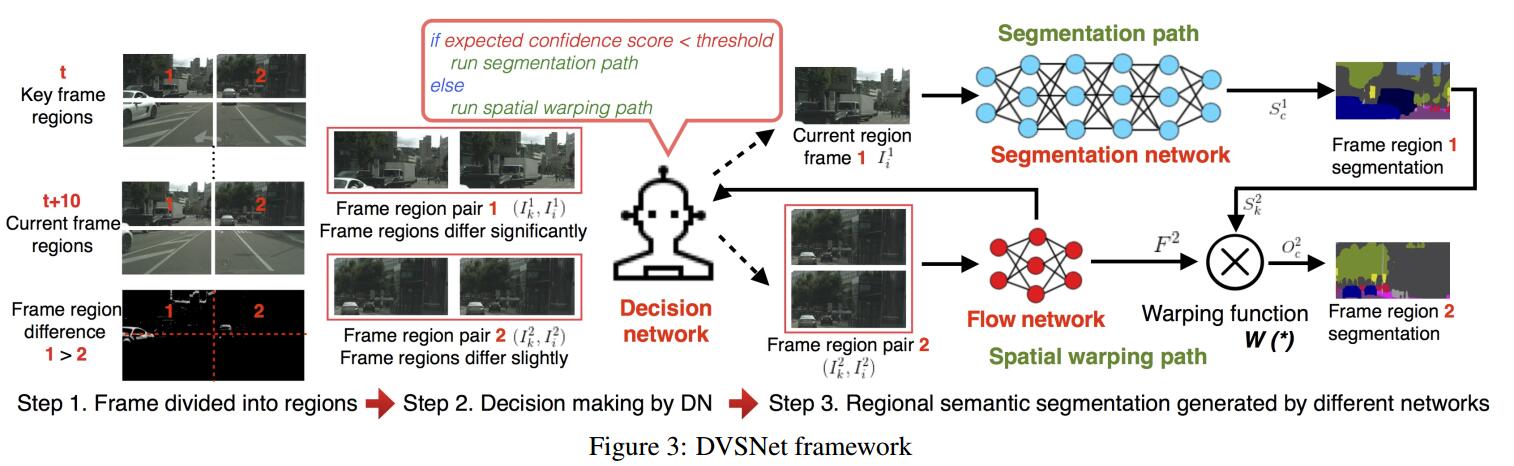 t
Key frame
regions
1
2
t+10
Current frame
regions
1
2
Frame region
difference
1 > 2
1
2
if expected confidence score < threshold
run segmentation path
else
run spatial warping path
Frame region pair 1 (I_k^1, I_i^1)
Frame regions differ significantly
Frame region pair 2 (I_k^2, I_i^2)
Frame regions differ slightly
Decision
network
Current region
frame 1 I_i^1
Segmentation path
Segmentation network
S_c^1
Frame region 1
segmentation
Frame region pair 2
(I_k^2, I_i^2)
Flow network
Spatial warping path
F^2
S_k^2
Warping function
W (*)
O_c^2
Frame region 2
segmentation
Step 1. Frame divided into regions
Step 2. Decision making by DN
Step 3. Regional semantic segmentation generated by different networks
Figure 3: DVSNet framework